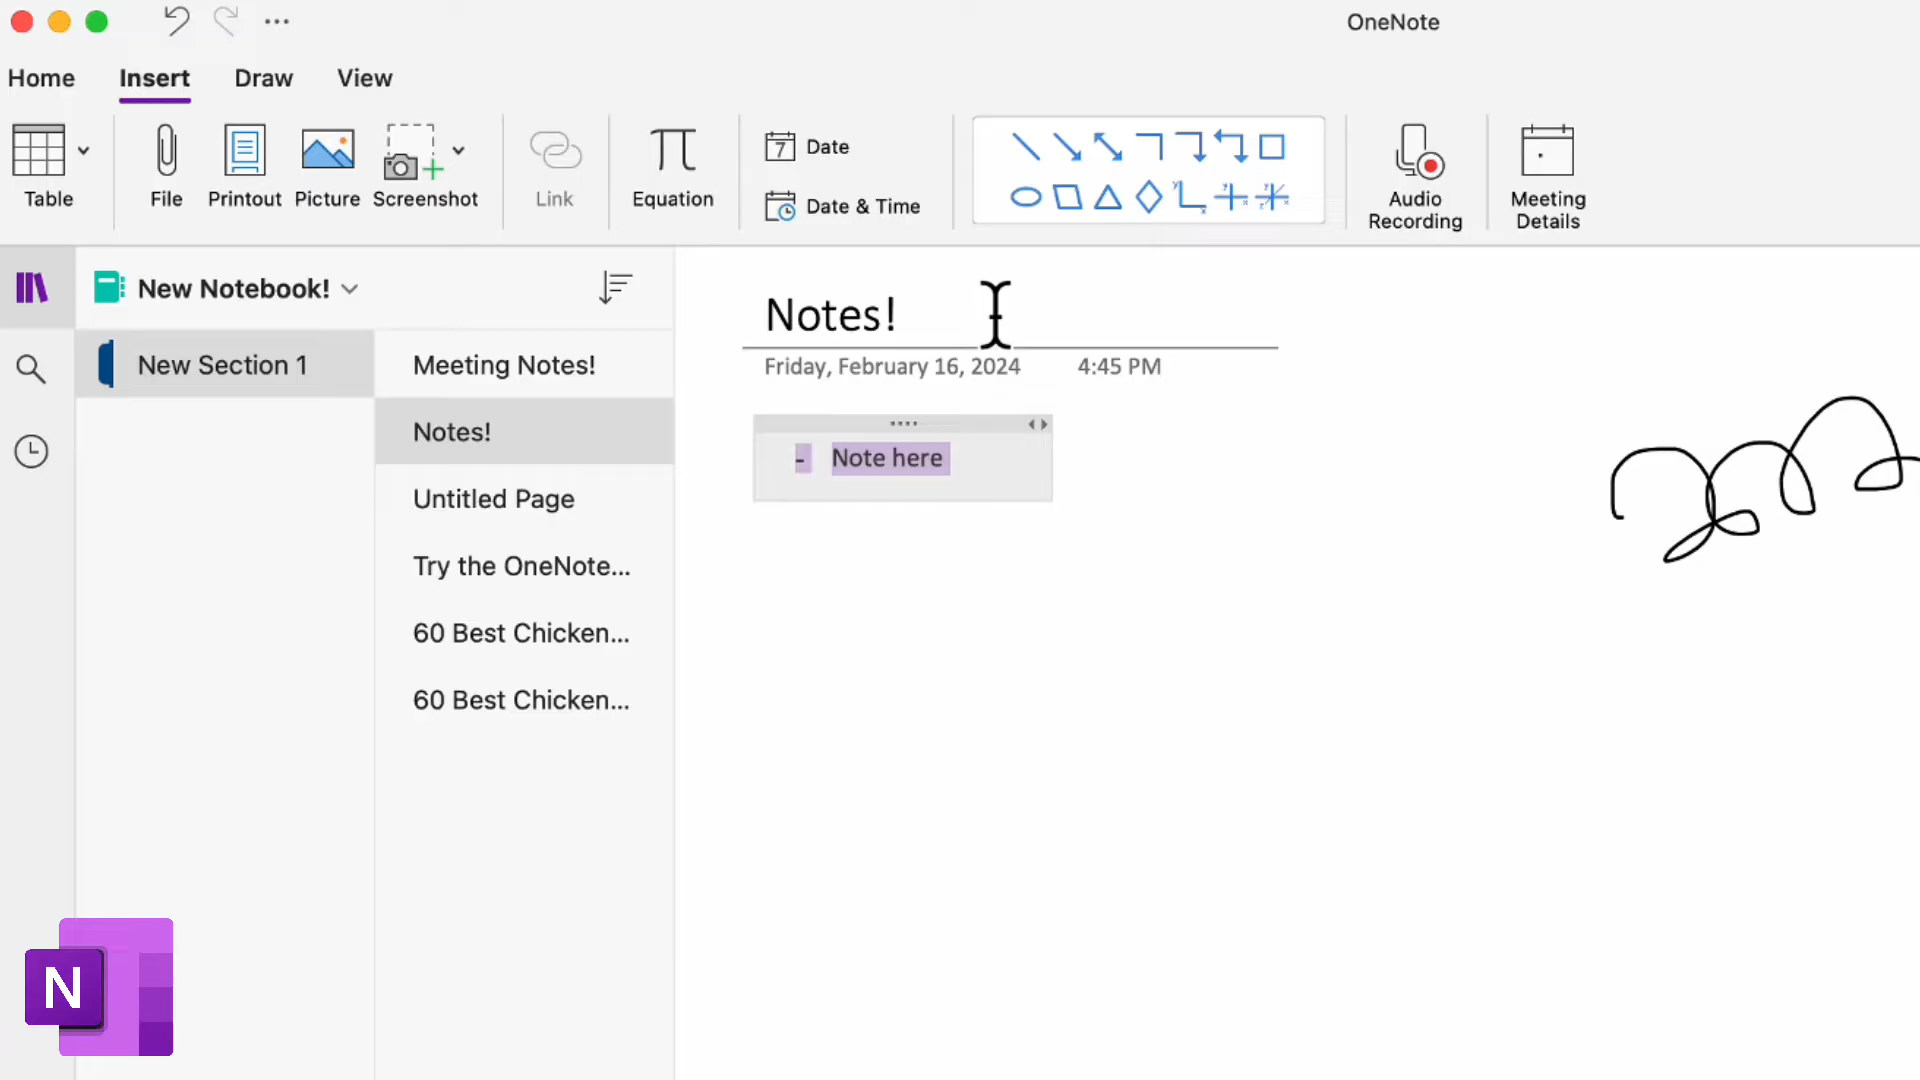 OneNote
Home Insert Draw View
Table
File
Printout
Picture
Screenshot
Link
Equation
7 Date
Date & Time
Audio
Recording
Meeting
Details
New Notebook!
New Section 1
Meeting Notes!
Notes!
Untitled Page
Try the OneNote...
60 Best Chicken...
60 Best Chicken...
Notes!
Friday, February 16, 2024 4:45 PM
- Note here
N